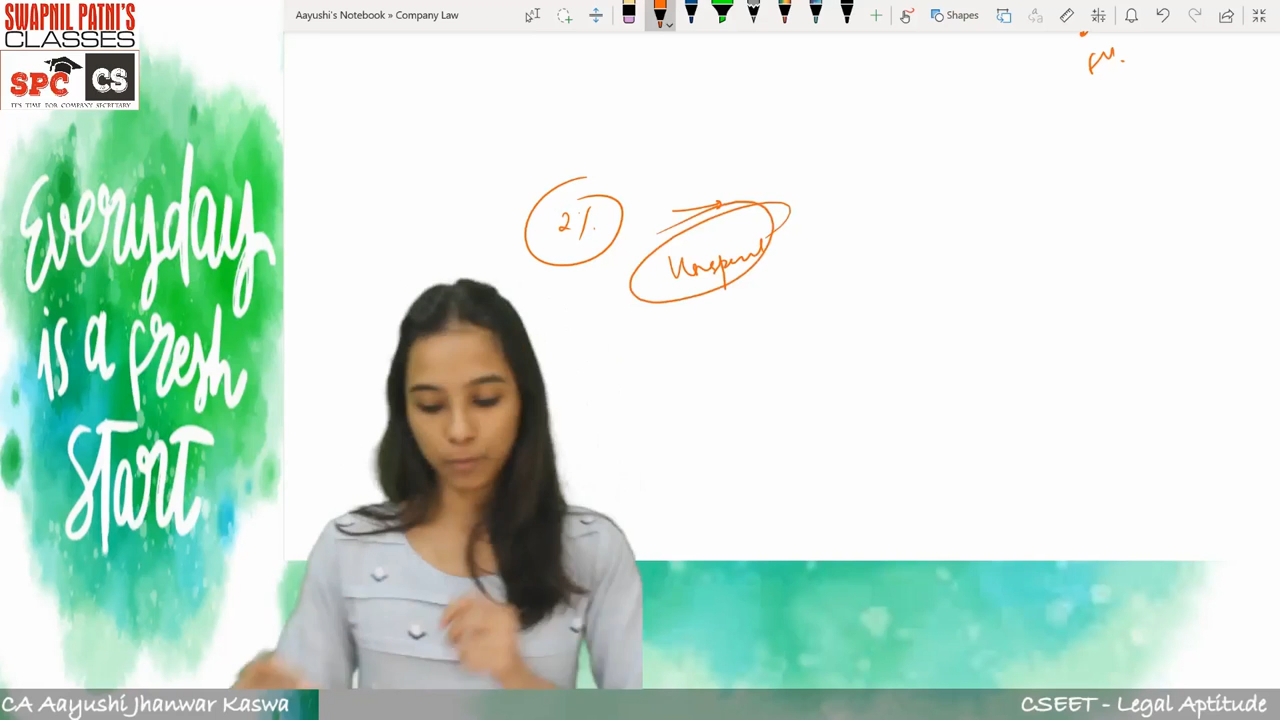 SWAPNIL PATNI'S
CLASSES
SPC CS
IT'S TIME FOR COMPANY SECRETARY
Aayushi's Notebook » Company Law
Shapes
2%
Unspent
Everyday
is a
fresh
Start
CA Aayushi Jhanwar Kaswa
CSEET - Legal Aptitude